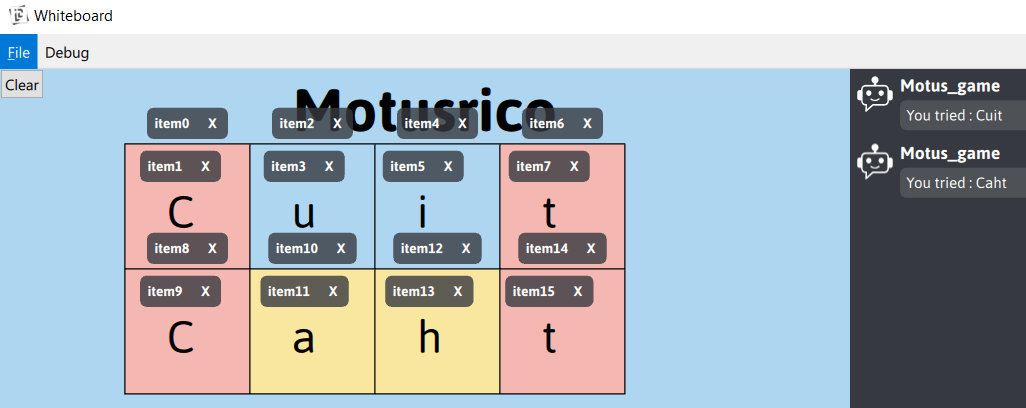 Whiteboard
File Debug
Clear
Motusrico
item0 X item2 X item4 X item6 X
item1 X item3 X item5 X item7 X
C u i t
item8 X item10 X item12 X item14 X
item9 X item11 X item13 X item15 X
C a h t
Motus_game
You tried : Cuit
Motus_game
You tried : Caht